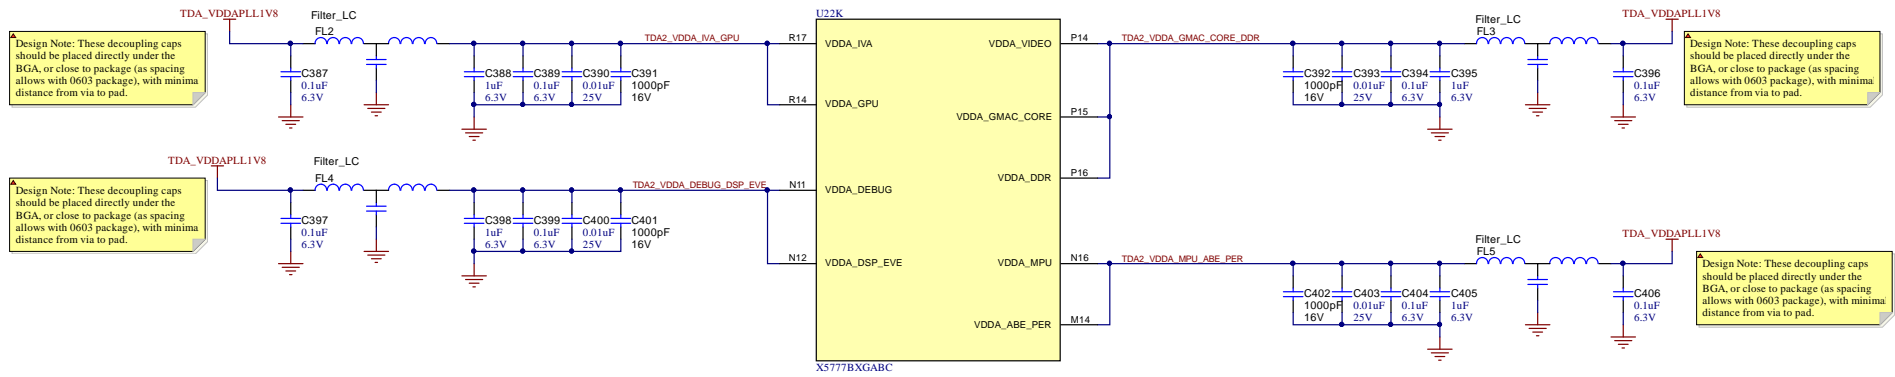 TDA_VDDAPLL1V8
Filter_LC
FL2
Design Note: These decoupling caps
should be placed directly under the
BGA, or close to package (as spacing
allows with 0603 package), with minima
distance from via to pad.
C387
0.1uF
6.3V
C388
1uF
6.3V
C389
0.1uF
6.3V
C390
0.01uF
25V
C391
1000pF
16V
TDA2_VDDA_IVA_GPU
R17
R14
U22K
VDDA_IVA
VDDA_GPU
VDDA_DEBUG
VDDA_DSP_EVE
VDDA_VIDEO
VDDA_GMAC_CORE
VDDA_DDR
VDDA_MPU
VDDA_ABE_PER
X5777BXGABC
P14
P15
P16
TDA2_VDDA_GMAC_CORE_DDR
C392
1000pF
16V
C393
0.01uF
25V
C394
0.1uF
6.3V
C395
1uF
6.3V
Filter_LC
FL3
C396
0.1uF
6.3V
TDA_VDDAPLL1V8
Design Note: These decoupling caps
should be placed directly under the
BGA, or close to package (as spacing
allows with 0603 package), with minimal
distance from via to pad.
TDA_VDDAPLL1V8
Filter_LC
FL4
Design Note: These decoupling caps
should be placed directly under the
BGA, or close to package (as spacing
allows with 0603 package), with minima
distance from via to pad.
C397
0.1uF
6.3V
C398
1uF
6.3V
C399
0.1uF
6.3V
C400
0.01uF
25V
C401
1000pF
16V
TDA2_VDDA_DEBUG_DSP_EVE
N11
N12
N16
M14
TDA2_VDDA_MPU_ABE_PER
C402
1000pF
16V
C403
0.01uF
25V
C404
0.1uF
6.3V
C405
1uF
6.3V
Filter_LC
FL5
C406
0.1uF
6.3V
TDA_VDDAPLL1V8
Design Note: These decoupling caps
should be placed directly under the
BGA, or close to package (as spacing
allows with 0603 package), with minimal
distance from via to pad.